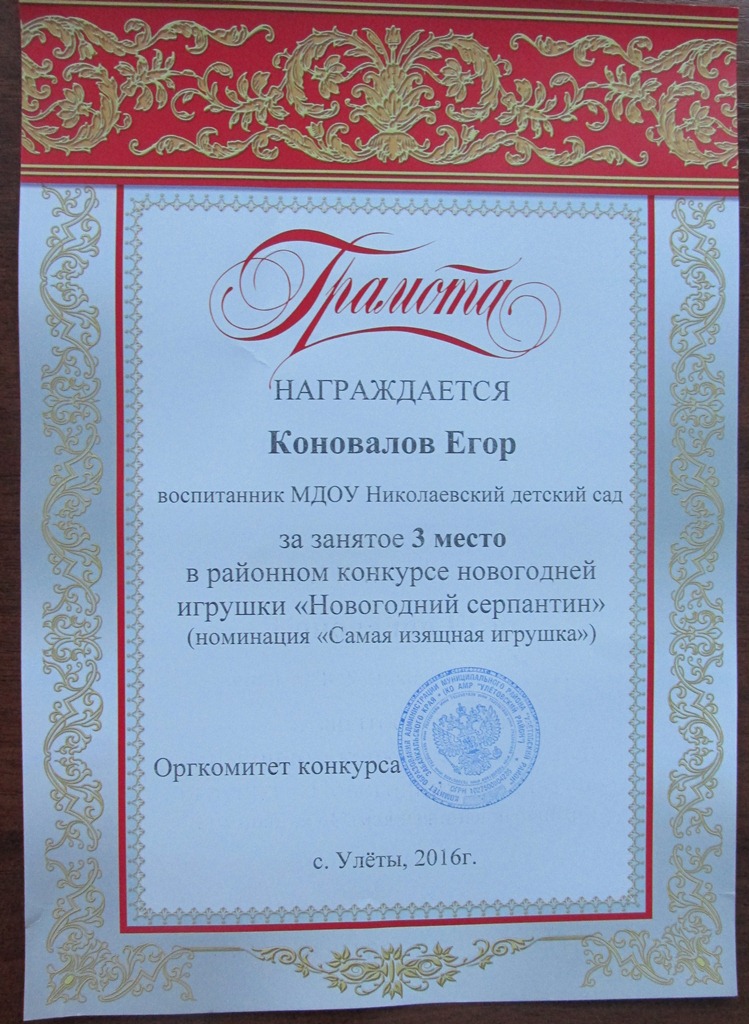 Грамота
НАГРАЖДАЕТСЯ
Коновалов Егор
воспитанник МДОУ Николаевский детский сад
за занятое 3 место
в районном конкурсе новогодней
игрушки «Новогодний серпантин»
(номинация «Самая изящная игрушка»)
Оргкомитет конкурса
с. Улёты, 2016г.